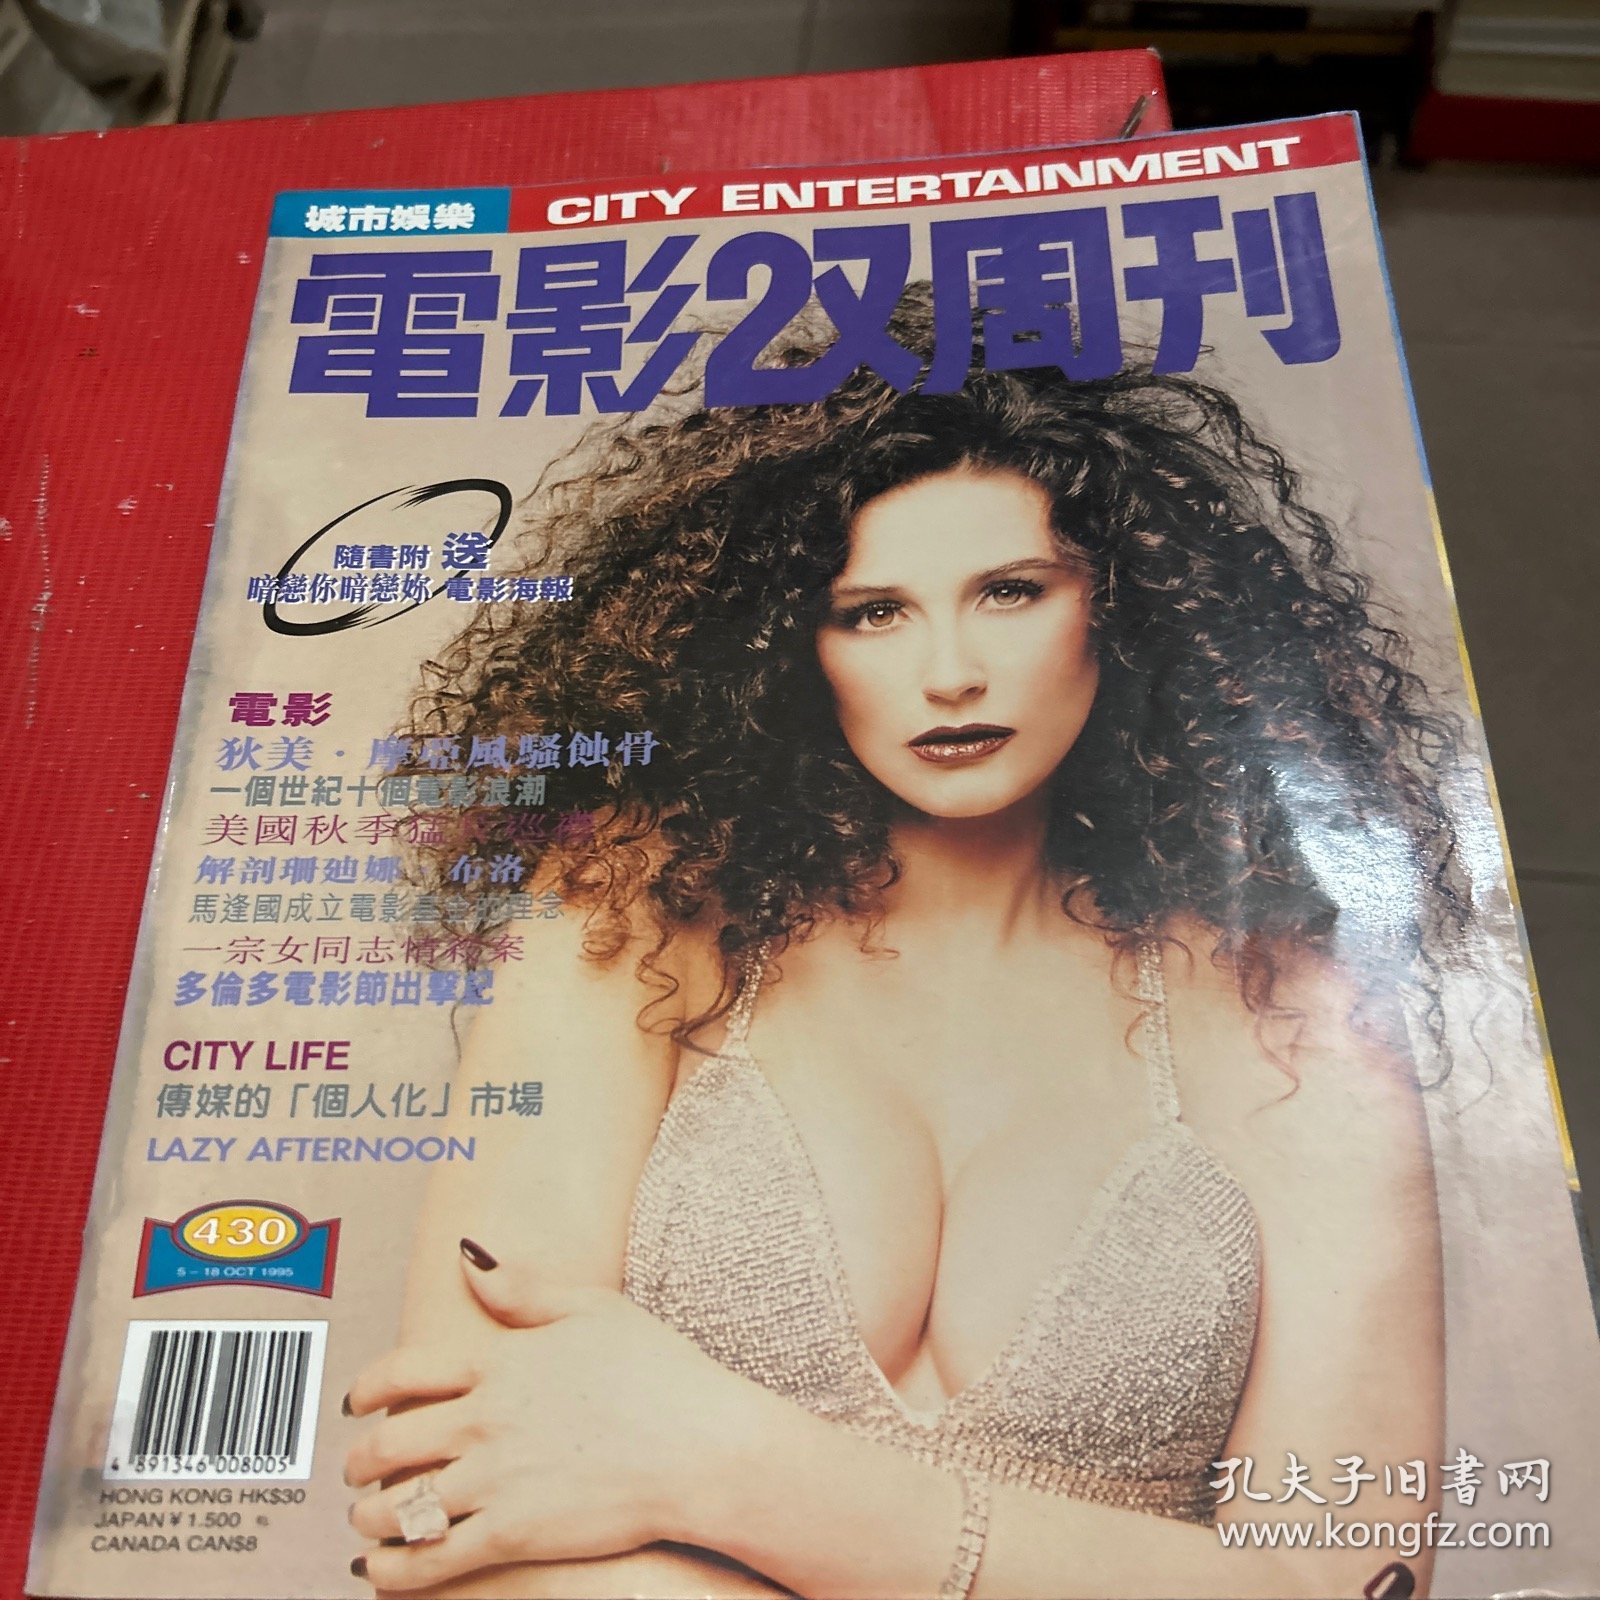 城市娛樂
CITY ENTERTAINMENT
電影双周刊
隨書附送
暗戀你暗戀妳 電影海報
電影
狄美·摩亞風騷蝕骨
一個世紀十個電影浪潮
美國秋季猛片巡禮
解剖珊廸娜·布洛
馬逢國成立電影基金的理念
一宗女同志情殺案
多倫多電影節出擊記
CITY LIFE
傳媒的「個人化」市場
LAZY AFTERNOON
430
5 - 18 OCT 1995
4 891346 008005
HONG KONG HK$30
JAPAN ¥ 1.500
CANADA CAN$8
孔夫子旧书网
www.kongfz.com